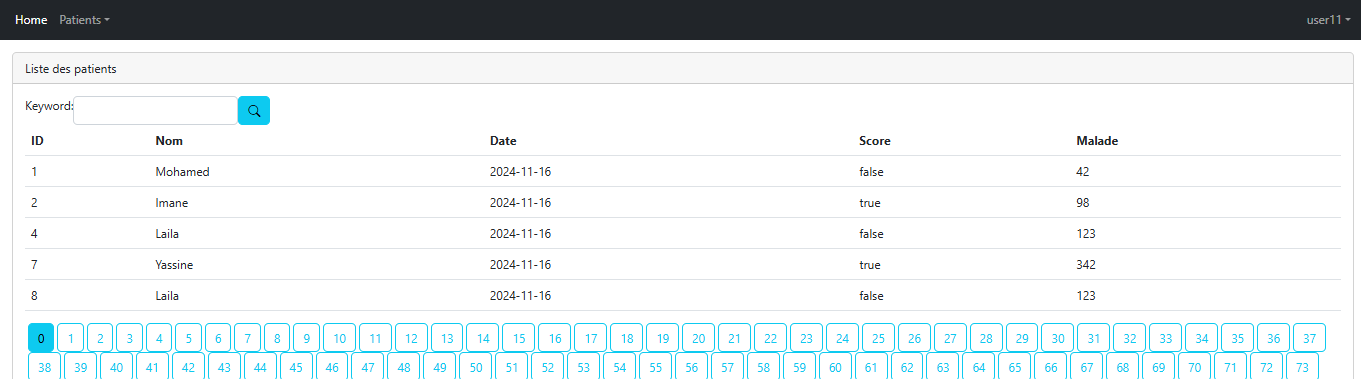 Home Patients user11
Liste des patients
Keyword:
ID Nom Date Score Malade
1 Mohamed 2024-11-16 false 42
2 Imane 2024-11-16 true 98
4 Laila 2024-11-16 false 123
7 Yassine 2024-11-16 true 342
8 Laila 2024-11-16 false 123
0 1 2 3 4 5 6 7 8 9 10 11 12 13 14 15 16 17 18 19 20 21 22 23 24 25 26 27 28 29 30 31 32 33 34 35 36 37
38 39 40 41 42 43 44 45 46 47 48 49 50 51 52 53 54 55 56 57 58 59 60 61 62 63 64 65 66 67 68 69 70 71 72 73